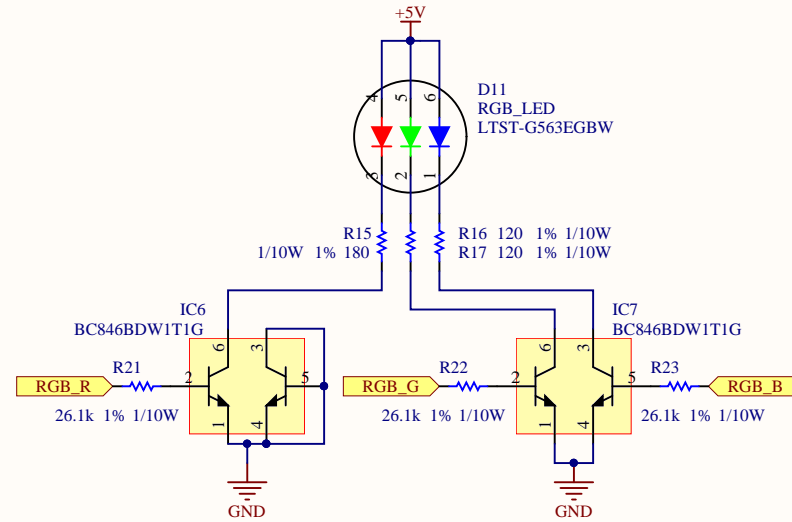 +5V
4 5 6
D11
RGB_LED
LTST-G563EGBW
3 2 1
R15
1/10W 1% 180
R16 120 1% 1/10W
R17 120 1% 1/10W
IC6
BC846BDW1T1G
IC7
BC846BDW1T1G
6 3
6 3
RGB_R
R21
2
5
RGB_G
R22
2
5
R23
RGB_B
26.1k 1% 1/10W
26.1k 1% 1/10W
26.1k 1% 1/10W
1 4
1 4
GND
GND